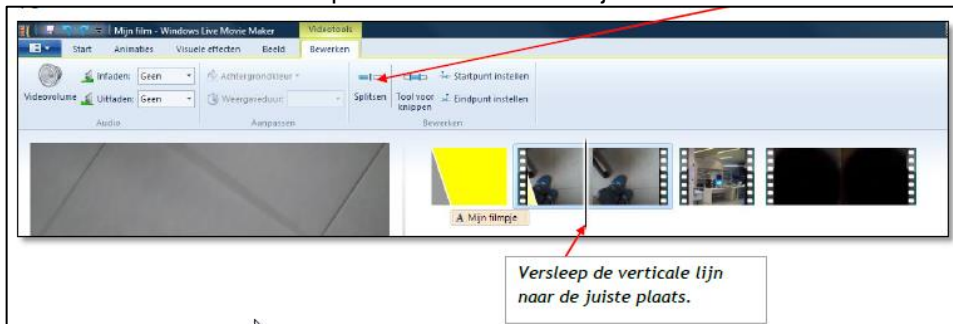 Mijn film - Windows Live Movie Maker Videotools
Start Animaties Visuele effecten Beeld Bewerken
Infaden: Geen Achtergrondkleur Startpunt instellen
Videovolume Uitfaden: Geen Weergaveduur: Splitsen Tool voor knippen Eindpunt instellen
Audio Aanpassen Bewerken
A Mijn filmpje
Versleep de verticale lijn
naar de juiste plaats.